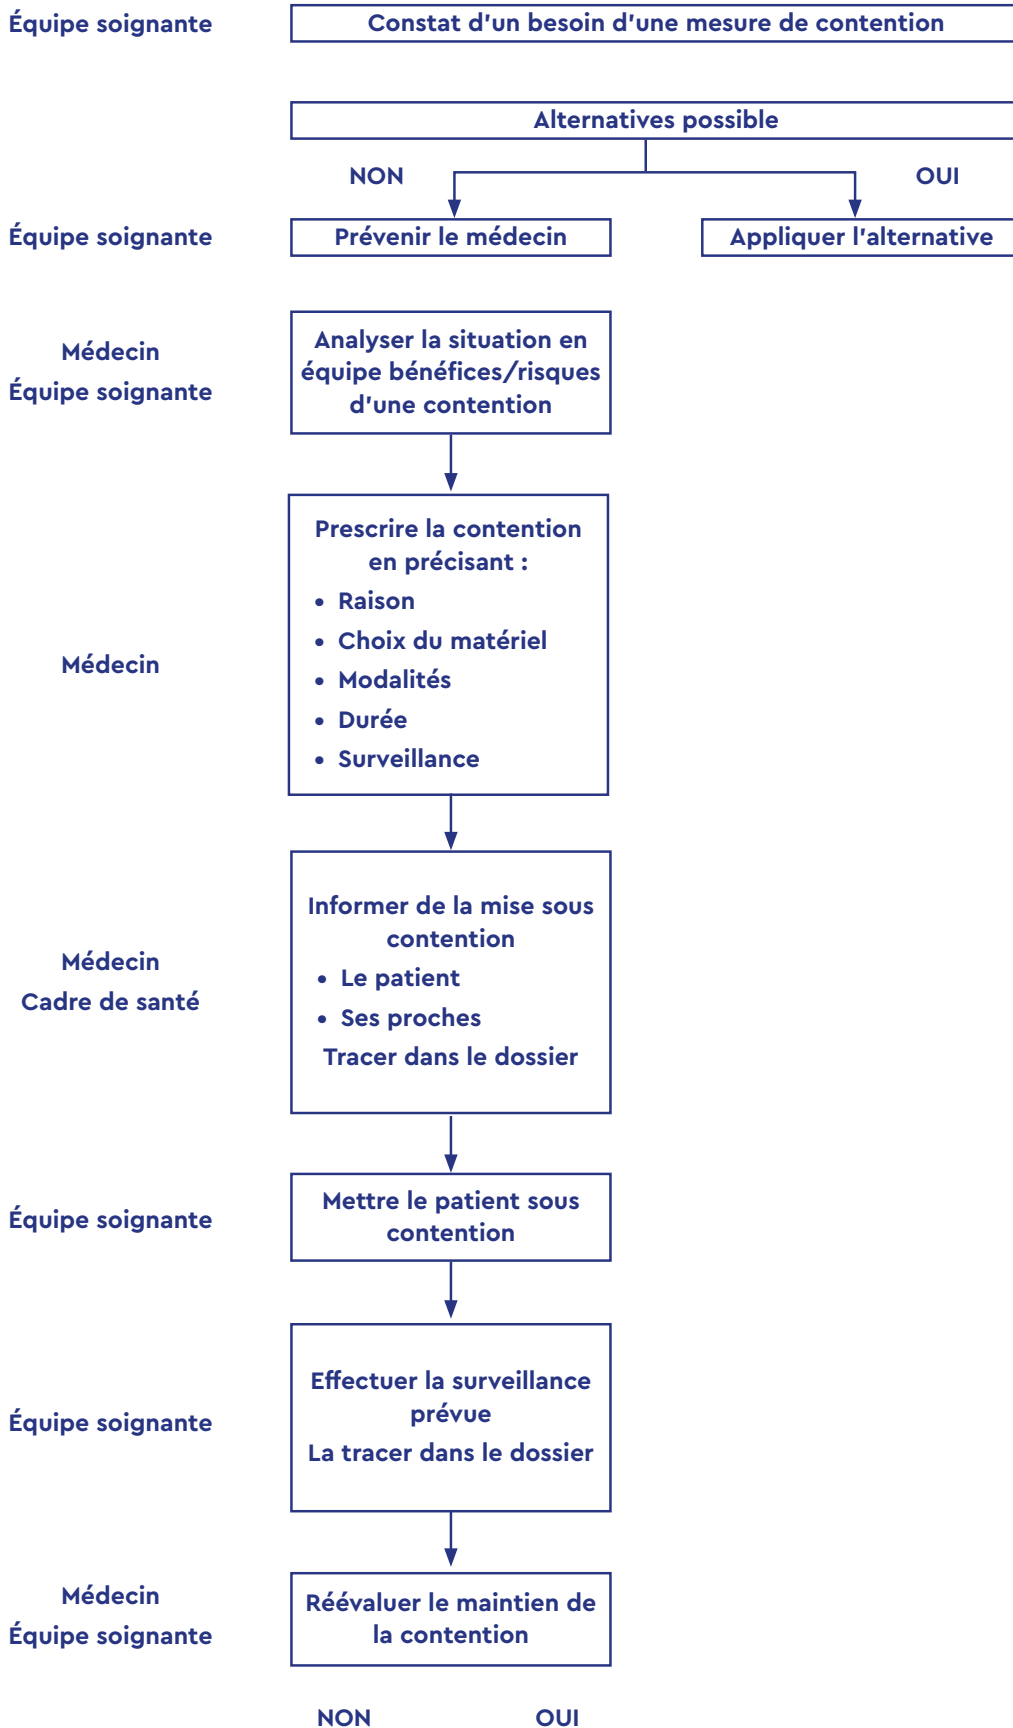 Équipe soignante
Constat d'un besoin d'une mesure de contention
Alternatives possible
NON
OUI
Équipe soignante
Prévenir le médecin
Appliquer l'alternative
Médecin
Équipe soignante
Analyser la situation en
équipe bénéfices/risques
d'une contention
Médecin
Prescrire la contention
en précisant :
• Raison
• Choix du matériel
• Modalités
• Durée
• Surveillance
Médecin
Cadre de santé
Informer de la mise sous
contention
• Le patient
• Ses proches
Tracer dans le dossier
Équipe soignante
Mettre le patient sous
contention
Équipe soignante
Effectuer la surveillance
prévue
La tracer dans le dossier
Médecin
Équipe soignante
Réévaluer le maintien de
la contention
NON
OUI